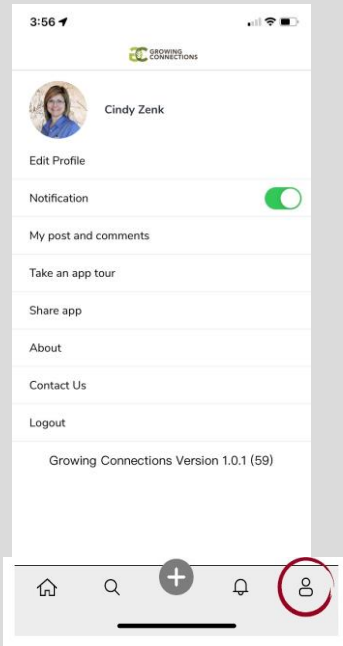 3:56
GROWING
CONNECTIONS
Cindy Zenk
Edit Profile
Notification
My post and comments
Take an app tour
Share app
About
Contact Us
Logout
Growing Connections Version 1.0.1 (59)